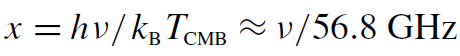 x = hν/k_B T_CMB ≈ ν/56.8 GHz